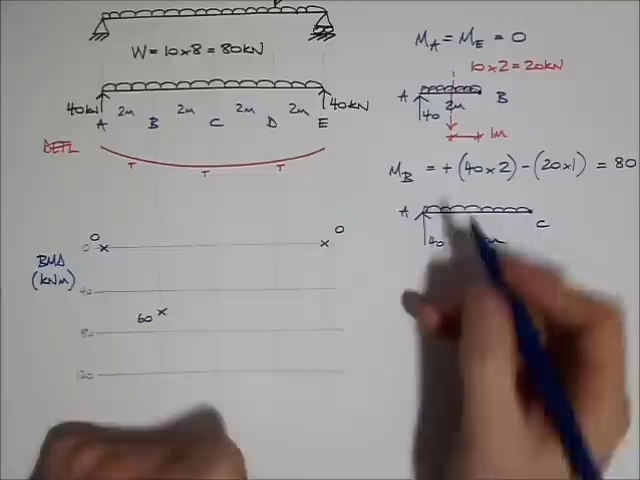 W = 10 x 8 = 80kN
40kN 2m 2m 2m 2m 40kN
A B C D E
DEFL
T T T
0 0
0
BMD
(kNm)
40
60
80
120
M_A = M_E = 0
10 x 2 = 20kN
A 2m B
40
1m
M_B = + (40 x 2) - (20 x 1) = 80
A C
40 m